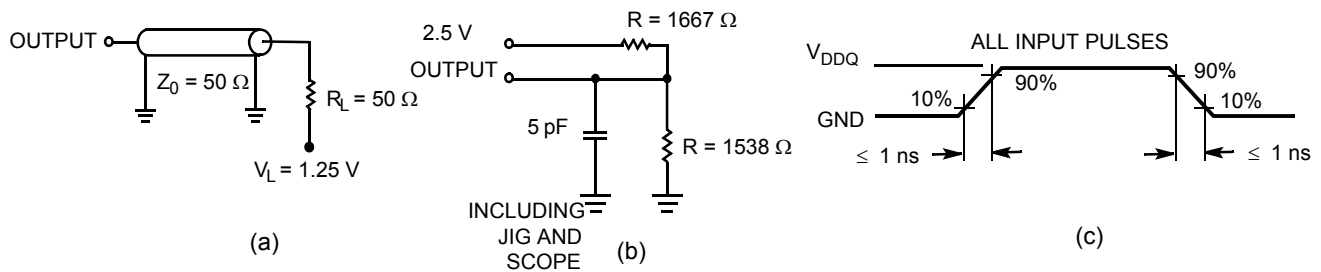 OUTPUT
Z0 = 50 Ω
RL = 50 Ω
VL = 1.25 V
(a)
R = 1667 Ω
2.5 V
OUTPUT
5 pF
R = 1538 Ω
INCLUDING
JIG AND
SCOPE
(b)
ALL INPUT PULSES
VDDQ
90%
90%
10%
10%
GND
≤ 1 ns
≤ 1 ns
(c)